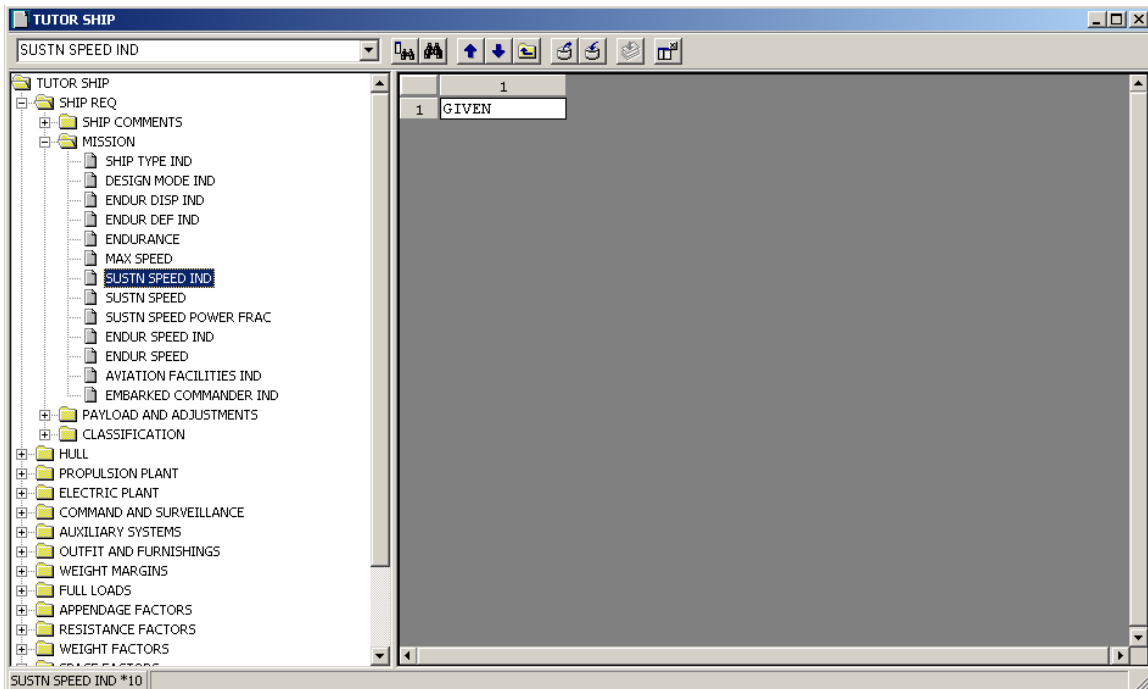 TUTOR SHIP
SUSTN SPEED IND
TUTOR SHIP
SHIP REQ
SHIP COMMENTS
MISSION
SHIP TYPE IND
DESIGN MODE IND
ENDUR DISP IND
ENDUR DEF IND
ENDURANCE
MAX SPEED
SUSTN SPEED IND
SUSTN SPEED
SUSTN SPEED POWER FRAC
ENDUR SPEED IND
ENDUR SPEED
AVIATION FACILITIES IND
EMBARKED COMMANDER IND
PAYLOAD AND ADJUSTMENTS
CLASSIFICATION
HULL
PROPULSION PLANT
ELECTRIC PLANT
COMMAND AND SURVEILLANCE
AUXILIARY SYSTEMS
OUTFIT AND FURNISHINGS
WEIGHT MARGINS
FULL LOADS
APPENDAGE FACTORS
RESISTANCE FACTORS
WEIGHT FACTORS
1
1 GIVEN
SUSTN SPEED IND *10